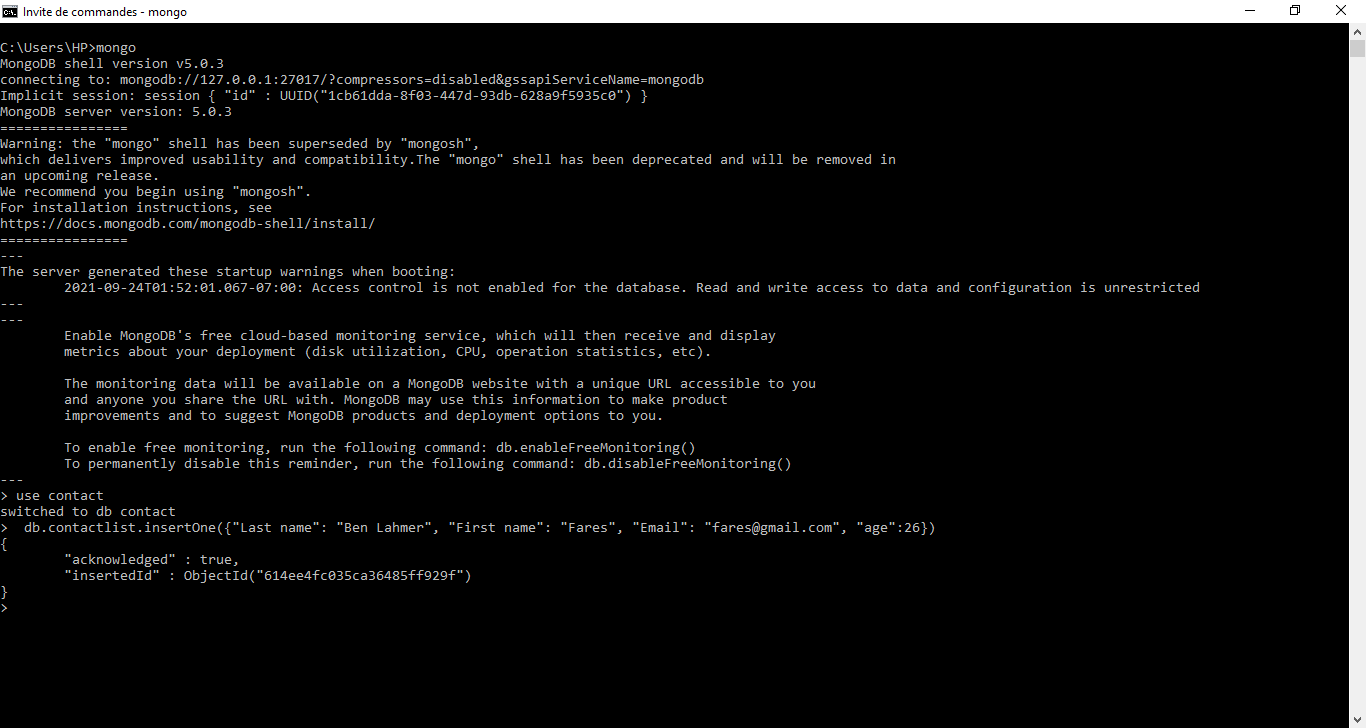 Invite de commandes - mongo
C:\Users\HP>mongo
MongoDB shell version v5.0.3
connecting to: mongodb://127.0.0.1:27017/?compressors=disabled&gssapiServiceName=mongodb
Implicit session: session { "id" : UUID("1cb61dda-8f03-447d-93db-628a9f5935c0") }
MongoDB server version: 5.0.3
================
Warning: the "mongo" shell has been superseded by "mongosh",
which delivers improved usability and compatibility.The "mongo" shell has been deprecated and will be removed in
an upcoming release.
We recommend you begin using "mongosh".
For installation instructions, see
https://docs.mongodb.com/mongodb-shell/install/
================
---
The server generated these startup warnings when booting:
        2021-09-24T01:52:01.067-07:00: Access control is not enabled for the database. Read and write access to data and configuration is unrestricted
---
---
        Enable MongoDB's free cloud-based monitoring service, which will then receive and display
        metrics about your deployment (disk utilization, CPU, operation statistics, etc).

        The monitoring data will be available on a MongoDB website with a unique URL accessible to you
        and anyone you share the URL with. MongoDB may use this information to make product
        improvements and to suggest MongoDB products and deployment options to you.

        To enable free monitoring, run the following command: db.enableFreeMonitoring()
        To permanently disable this reminder, run the following command: db.disableFreeMonitoring()
---
> use contact
switched to db contact
>  db.contactlist.insertOne({"Last name": "Ben Lahmer", "First name": "Fares", "Email": "fares@gmail.com", "age":26})
{
        "acknowledged" : true,
        "insertedId" : ObjectId("614ee4fc035ca36485ff929f")
}
>